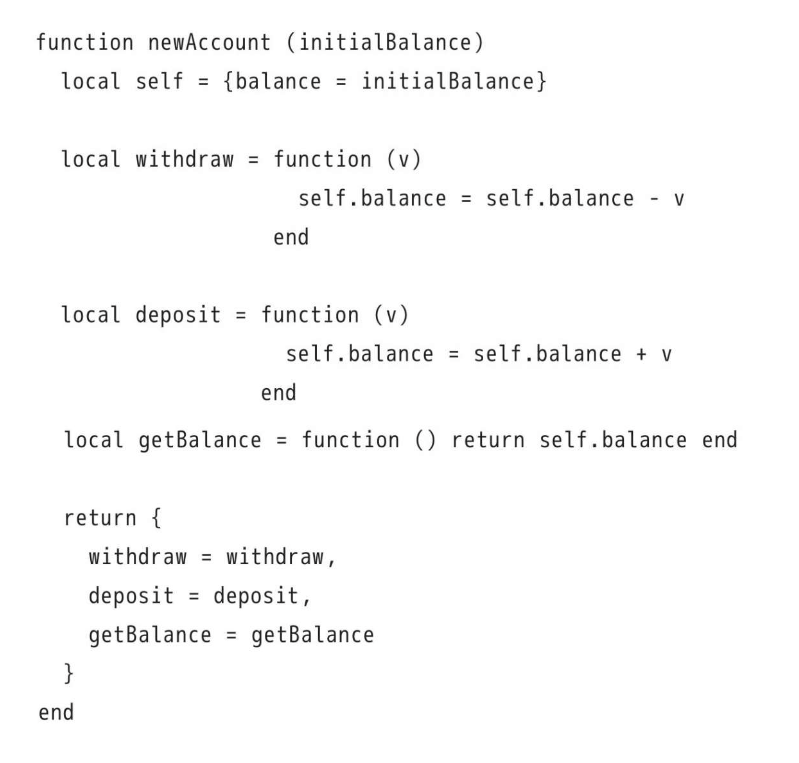 function newAccount (initialBalance)
  local self = {balance = initialBalance}

  local withdraw = function (v)
                     self.balance = self.balance - v
                   end

  local deposit = function (v)
                    self.balance = self.balance + v
                  end
  local getBalance = function () return self.balance end

  return {
    withdraw = withdraw,
    deposit = deposit,
    getBalance = getBalance
  }
end